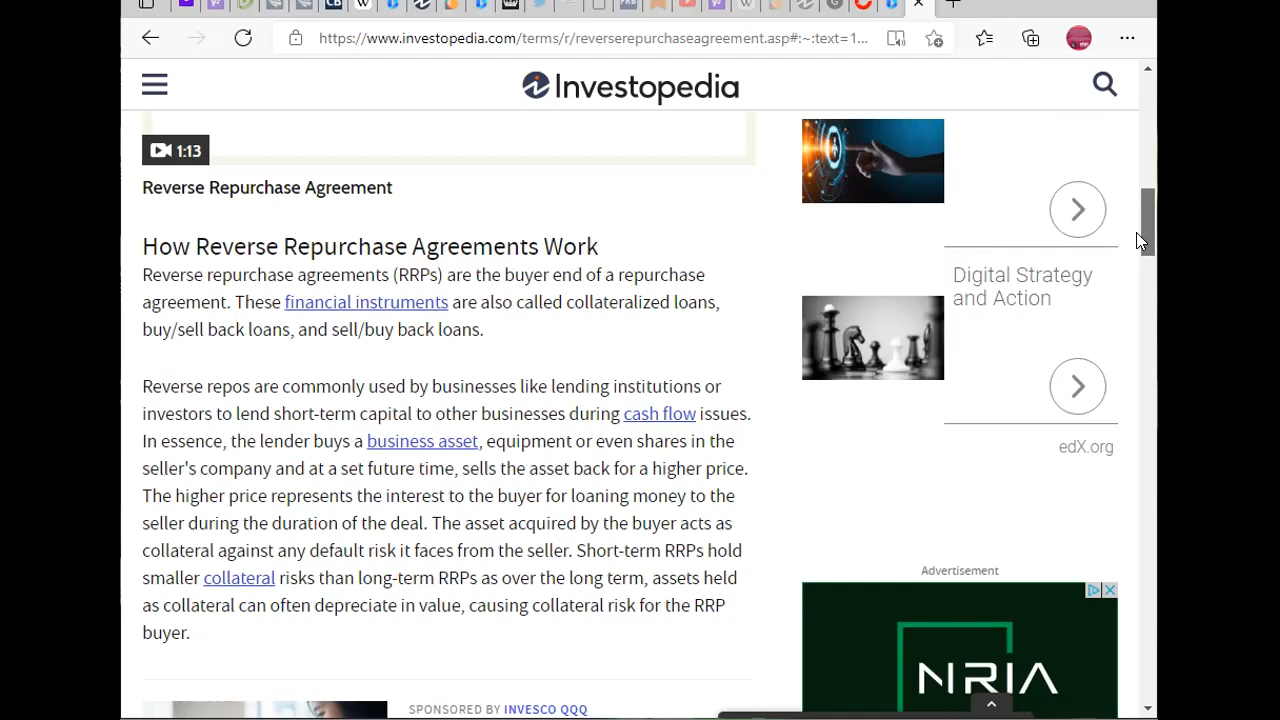 https://www.investopedia.com/terms/r/reverserepurchaseagreement.asp#:~:text=1...
Investopedia
1:13
Reverse Repurchase Agreement
How Reverse Repurchase Agreements Work
Reverse repurchase agreements (RRPs) are the buyer end of a repurchase
agreement. These financial instruments are also called collateralized loans,
buy/sell back loans, and sell/buy back loans.
Reverse repos are commonly used by businesses like lending institutions or
investors to lend short-term capital to other businesses during cash flow issues.
In essence, the lender buys a business asset, equipment or even shares in the
seller's company and at a set future time, sells the asset back for a higher price.
The higher price represents the interest to the buyer for loaning money to the
seller during the duration of the deal. The asset acquired by the buyer acts as
collateral against any default risk it faces from the seller. Short-term RRPs hold
smaller collateral risks than long-term RRPs as over the long term, assets held
as collateral can often depreciate in value, causing collateral risk for the RRP
buyer.
SPONSORED BY INVESCO QQQ
Digital Strategy
and Action
edX.org
Advertisement
NRIA